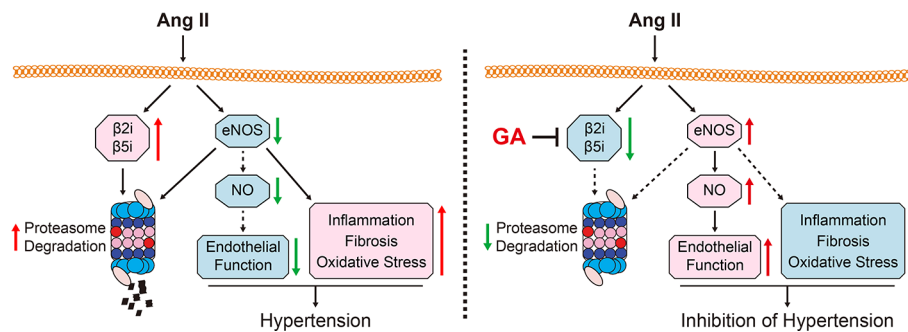 Ang II
β2i
β5i
eNOS
NO
Proteasome
Degradation
Endothelial
Function
Inflammation
Fibrosis
Oxidative Stress
Hypertension
Ang II
GA
β2i
β5i
eNOS
NO
Proteasome
Degradation
Endothelial
Function
Inflammation
Fibrosis
Oxidative Stress
Inhibition of Hypertension